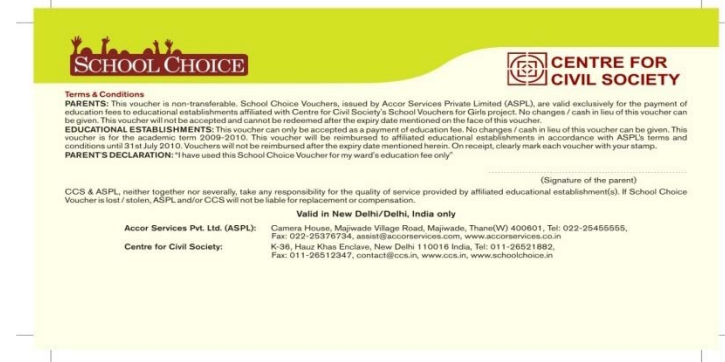 SCHOOL CHOICE
CENTRE FOR
CIVIL SOCIETY
Terms & Conditions
PARENTS: This voucher is non-transferable. School Choice Vouchers, issued by Accor Services Private Limited (ASPL), are valid exclusively for the payment of
education fees to educational establishments affiliated with Centre for Civil Society's School Vouchers for Girls project. No changes / cash in lieu of this voucher can
be given. This voucher will not be accepted and cannot be redeemed after the expiry date mentioned on the face of this voucher.
EDUCATIONAL ESTABLISHMENTS: This voucher can only be accepted as a payment of education fee. No changes / cash in lieu of this voucher can be given. This
voucher is for the academic term 2009-2010. This voucher will be reimbursed to affiliated educational establishments in accordance with ASPL's terms and
conditions until 31st July 2010. Vouchers will not be reimbursed after the expiry date mentioned herein. On receipt, clearly mark each voucher with your stamp.
PARENT'S DECLARATION: "I have used this School Choice Voucher for my ward's education fee only"
(Signature of the parent)
CCS & ASPL, neither together nor severally, take any responsibility for the quality of service provided by affiliated educational establishment(s). If School Choice
Voucher is lost / stolen, ASPL and/or CCS will not be liable for replacement or compensation.
Valid in New Delhi/Delhi, India only
Accor Services Pvt. Ltd. (ASPL): Camera House, Majiwade Village Road, Majiwade, Thane(W) 400601, Tel: 022-25455555,
Fax: 022-25376734, assist@accorservices.com, www.accorservices.co.in
Centre for Civil Society: K-36, Hauz Khas Enclave, New Delhi 110016 India, Tel: 011-26521882,
Fax: 011-26512347, contact@ccs.in, www.ccs.in, www.schoolchoice.in